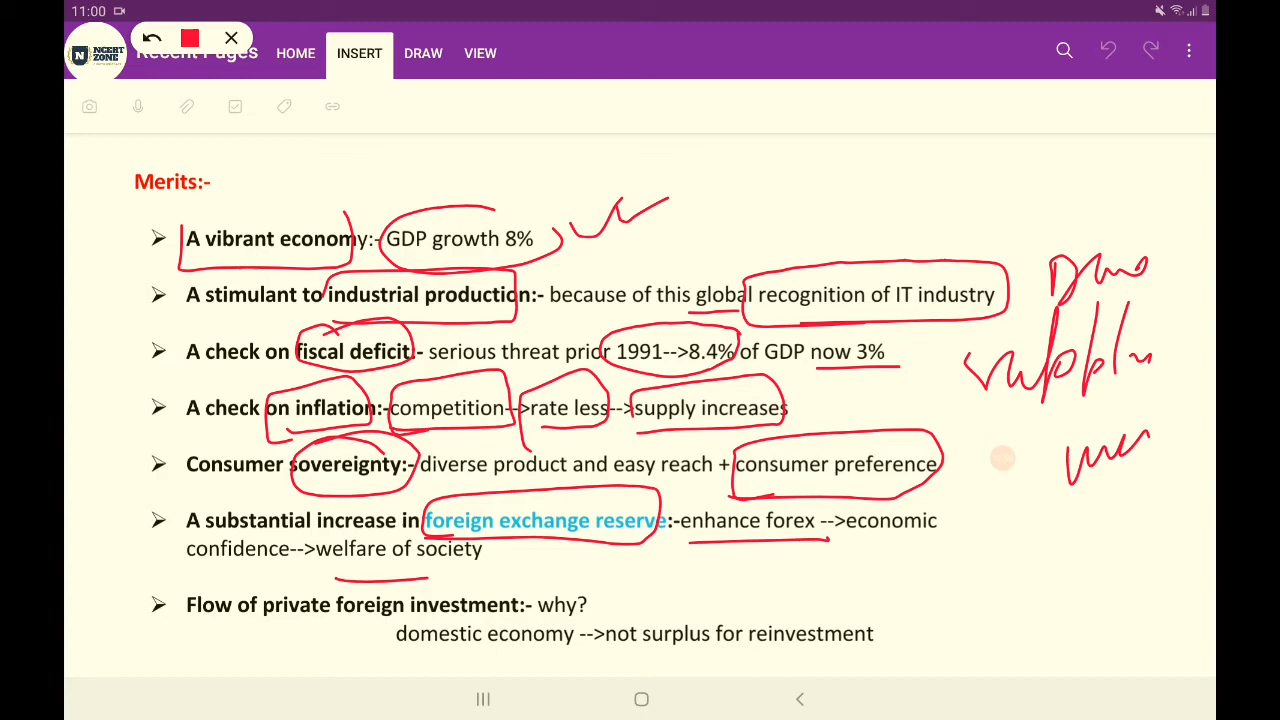 11:00
NCERT ZONE
Recent Pages HOME INSERT DRAW VIEW
Merits:-
A vibrant economy:- GDP growth 8%
A stimulant to industrial production:- because of this global recognition of IT industry
A check on fiscal deficit:- serious threat prior 1991-->8.4% of GDP now 3%
A check on inflation:-competition-->rate less-->supply increases
Consumer sovereignty:- diverse product and easy reach + consumer preference
A substantial increase in foreign exchange reserve:-enhance forex -->economic
confidence-->welfare of society
Flow of private foreign investment:- why?
domestic economy -->not surplus for reinvestment